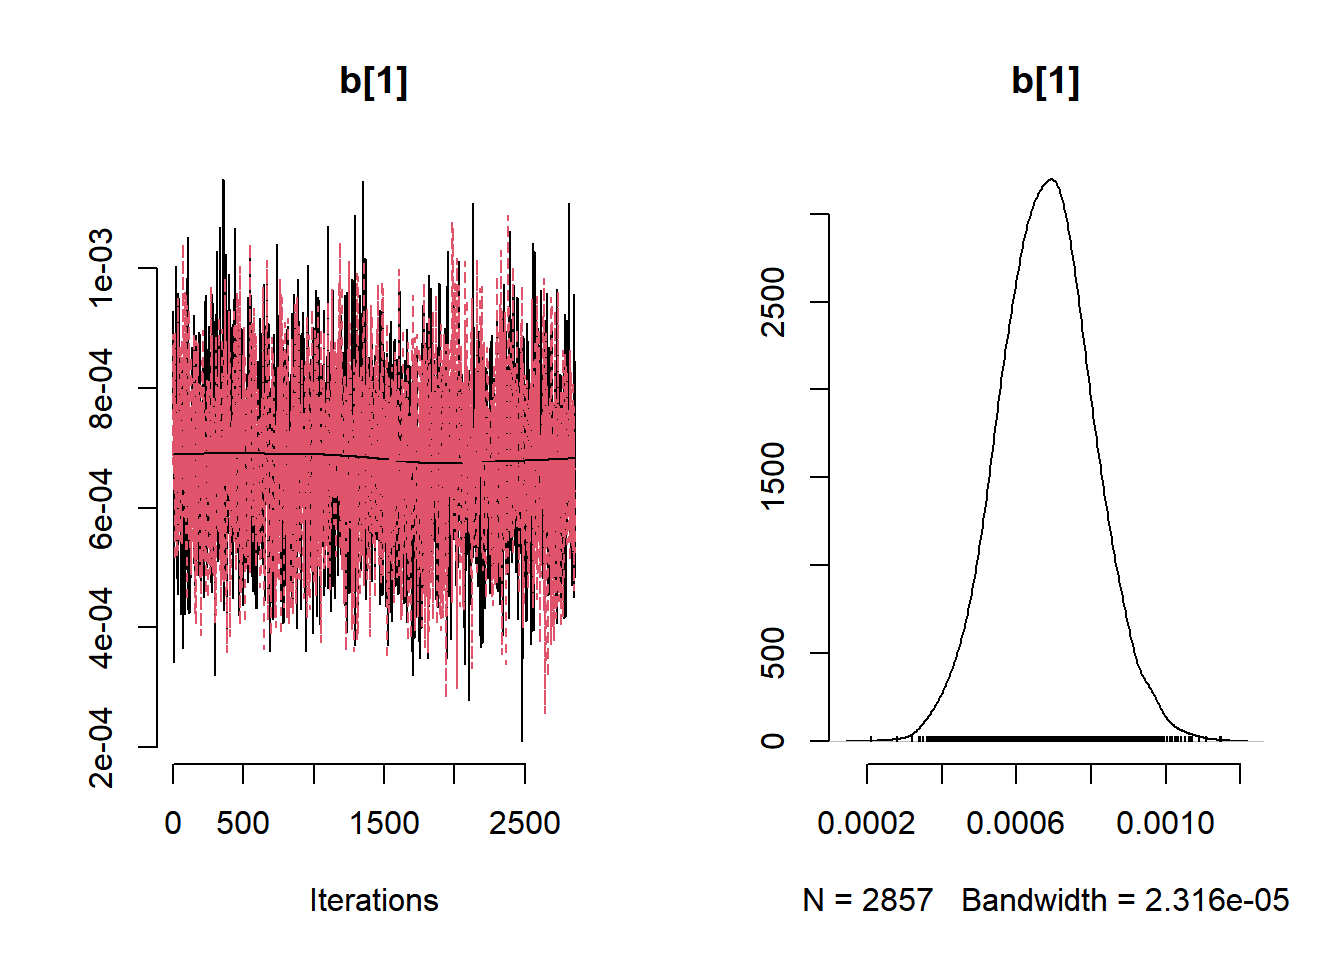 b[1]
2e-04 4e-04 6e-04 8e-04 1e-03
0 500 1500 2500
Iterations
b[1]
0 500 1500 2500
0.0002 0.0006 0.0010
N = 2857 Bandwidth = 2.316e-05